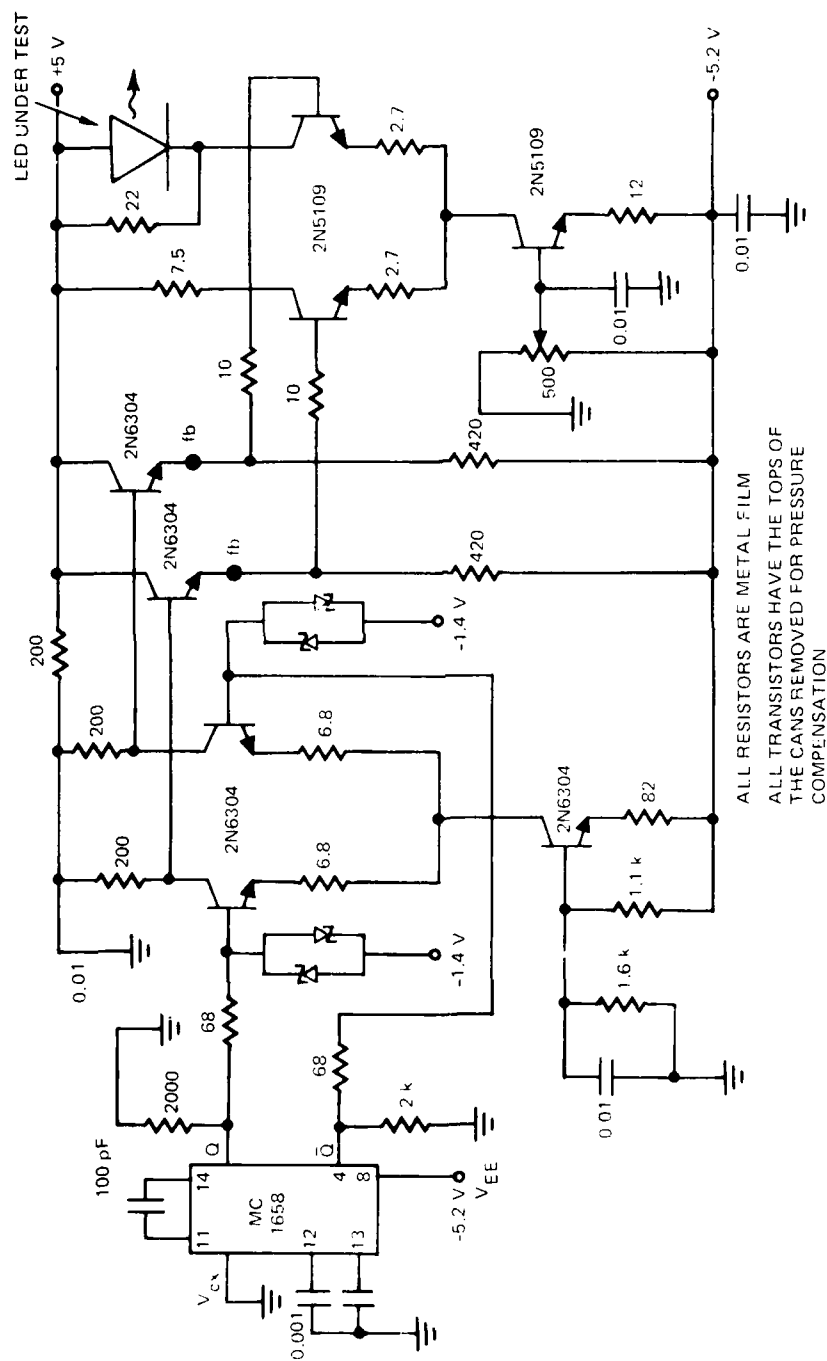 LED UNDER TEST
+5 V
22
7.5
2N5109
2.7
2.7
2N5109
12
-5.2 V
0.01
0.01
500
10
10
2N6304
fb
2N6304
fb
420
420
200
200
200
0.01
2N6304
6.8
6.8
-1.4 V
-1.4 V
2N6304
82
1.1 k
1.6 k
0.01
68
68
2000
2 k
100 pF
Q
Q̄
11
14
MC
1658
12
13
4
8
Vcx
0.001
-5.2 V
VEE
ALL RESISTORS ARE METAL FILM
ALL TRANSISTORS HAVE THE TOPS OF
THE CANS REMOVED FOR PRESSURE
COMPENSATION